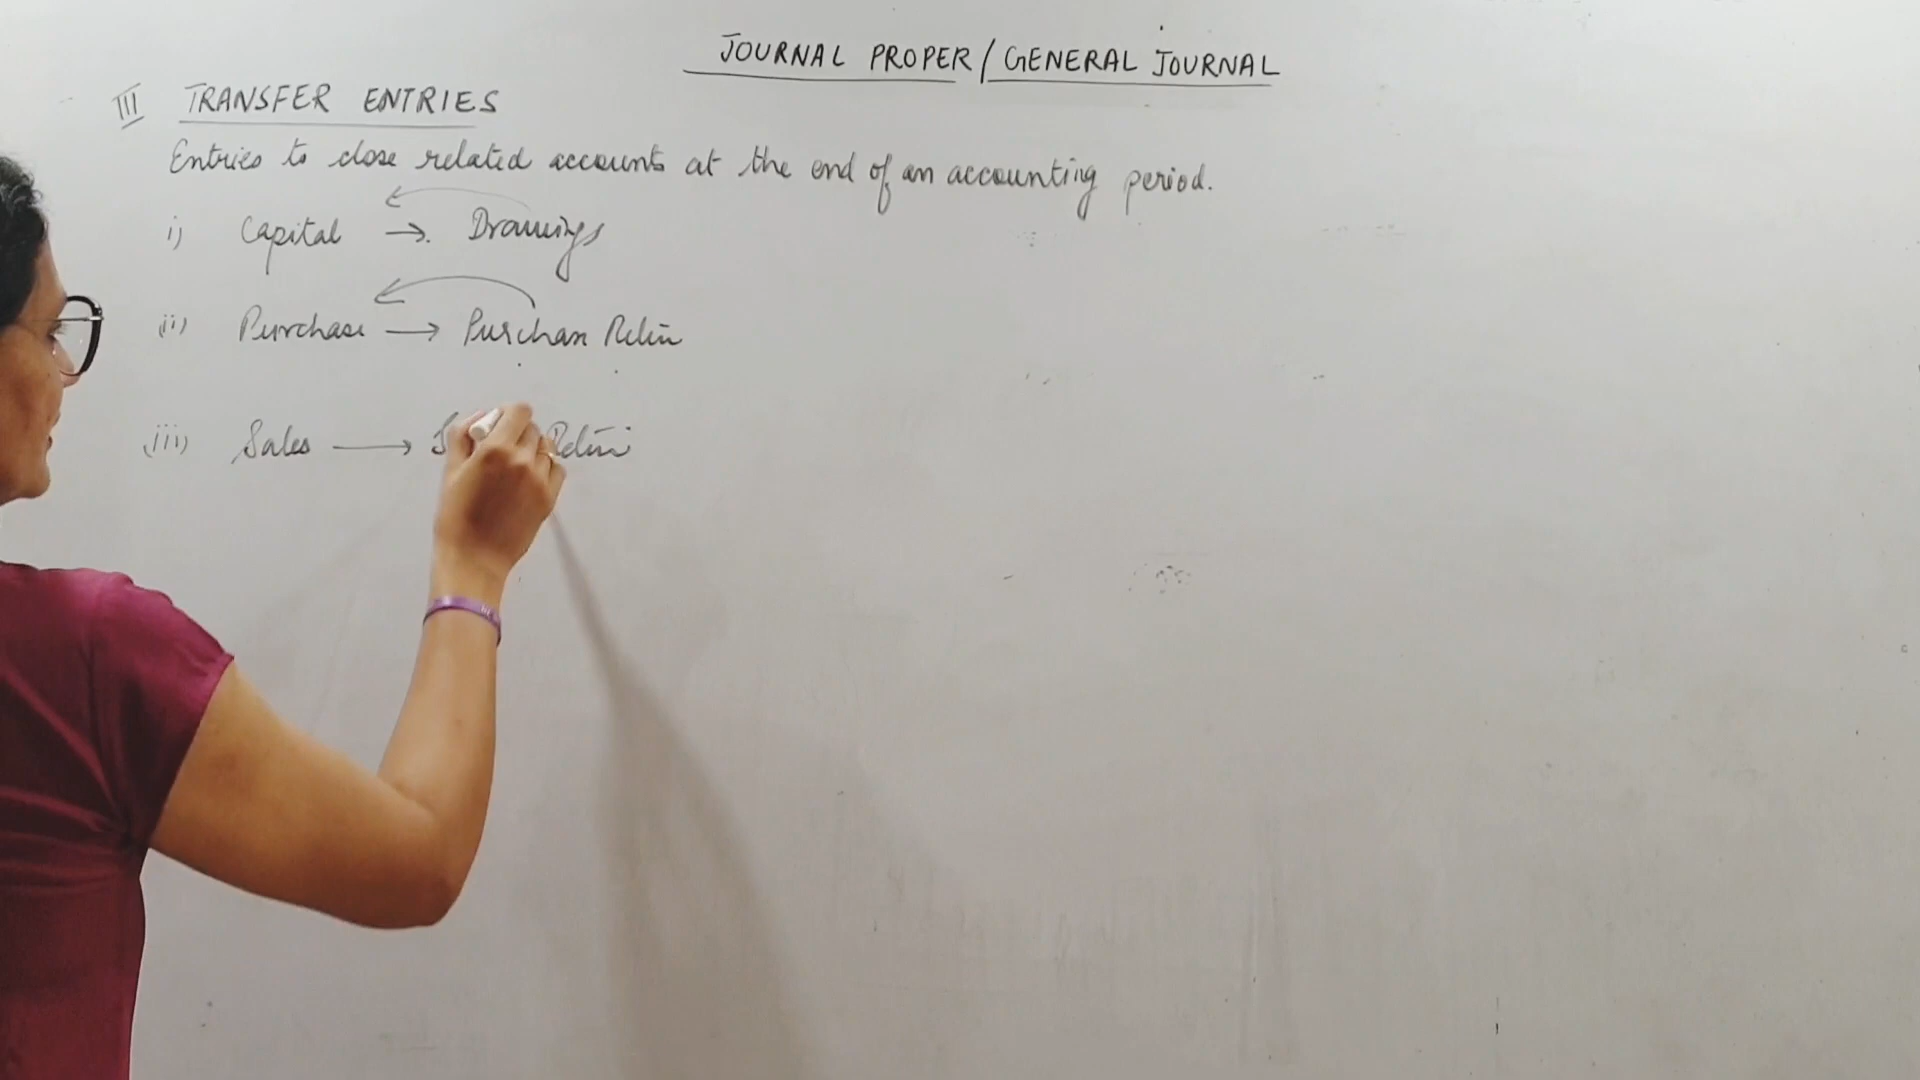 JOURNAL PROPER / GENERAL JOURNAL
III TRANSFER ENTRIES
Entries to close related accounts at the end of an accounting period.
i) Capital → Drawings
ii) Purchase → Purchase Return
iii) Sales → Return